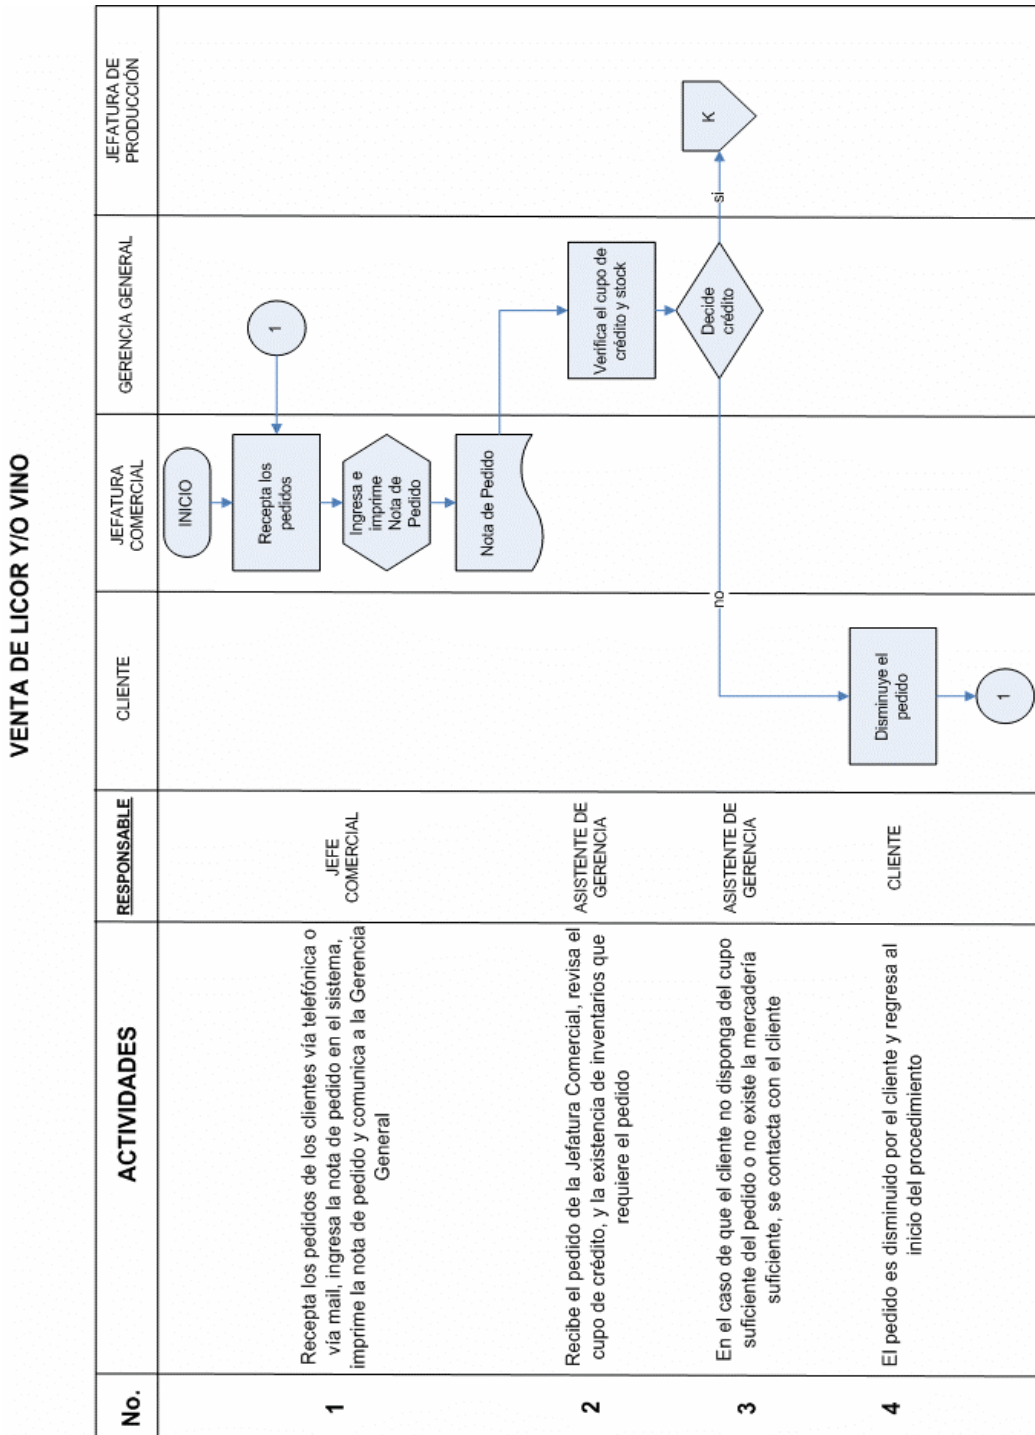 VENTA DE LICOR Y/O VINO
No.
ACTIVIDADES
RESPONSABLE
CLIENTE
JEFATURA
COMERCIAL
GERENCIA GENERAL
JEFATURA DE
PRODUCCIÓN
1
Recepta los pedidos de los clientes vía telefónica o
vía mail, ingresa la nota de pedido en el sistema,
imprime la nota de pedido y comunica a la Gerencia
General
JEFE
COMERCIAL
INICIO
Recepta los
pedidos
1
Ingresa e
imprime
Nota de
Pedido
Nota de Pedido
2
Recibe el pedido de la Jefatura Comercial, revisa el
cupo de crédito, y la existencia de inventarios que
requiere el pedido
ASISTENTE DE
GERENCIA
Verifica el cupo de
crédito y stock
3
En el caso de que el cliente no disponga del cupo
suficiente del pedido o no existe la mercadería
suficiente, se contacta con el cliente
ASISTENTE DE
GERENCIA
no
Decide
crédito
si
K
4
El pedido es disminuido por el cliente y regresa al
inicio del procedimiento
CLIENTE
Disminuye el
pedido
1